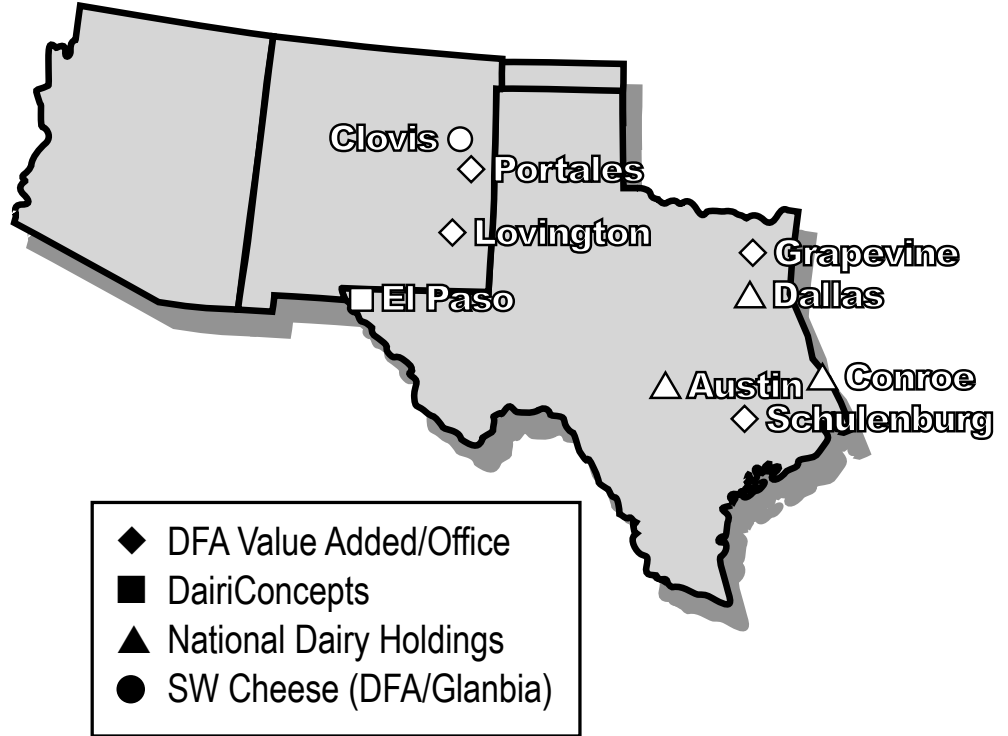 Clovis
Portales
Lovington
Grapevine
El Paso
Dallas
Austin
Conroe
Schulenburg
DFA Value Added/Office
DairiConcepts
National Dairy Holdings
SW Cheese (DFA/Glanbia)